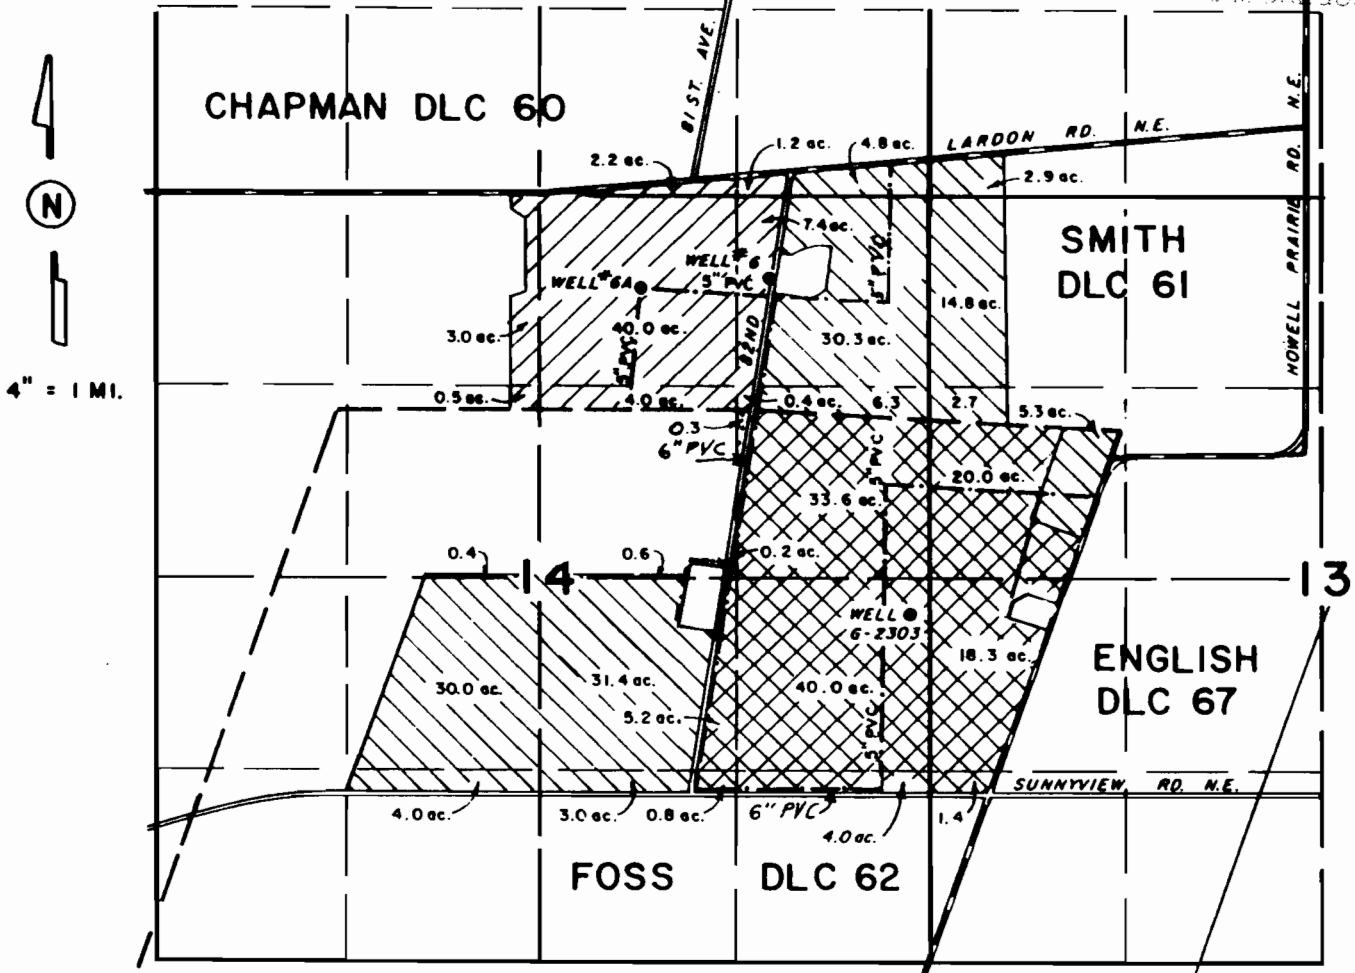 81 ST. AVE.
CHAPMAN DLC 60
LARDON RD. N.E.
HOWELL PRAIRIE RD. N.E.
2.2 ac.
1.2 ac.
4.8 ac.
2.9 ac.
N
7.4 ac.
SMITH
DLC 61
WELL #6
5" PVC
WELL #6A
5" PVC
14.8 ac.
3.0 ac.
40.0 ac.
5" PVC
82ND
30.3 ac.
4" = 1 MI.
0.5 ac.
4.0 ac.
0.4 ac.
6.3
2.7
5.3 ac.
0.3
6" PVC
5" PVC
20.0 ac.
33.6 ac.
0.4
14
0.6
0.2 ac.
13
WELL
6-2303
18.3 ac.
ENGLISH
DLC 67
30.0 ac.
31.4 ac.
40.0 ac.
5.2 ac.
5" PVC
SUNNYVIEW RD. N.E.
4.0 ac.
3.0 ac.
0.8 ac.
6" PVC
4.0 ac.
1.4
FOSS DLC 62